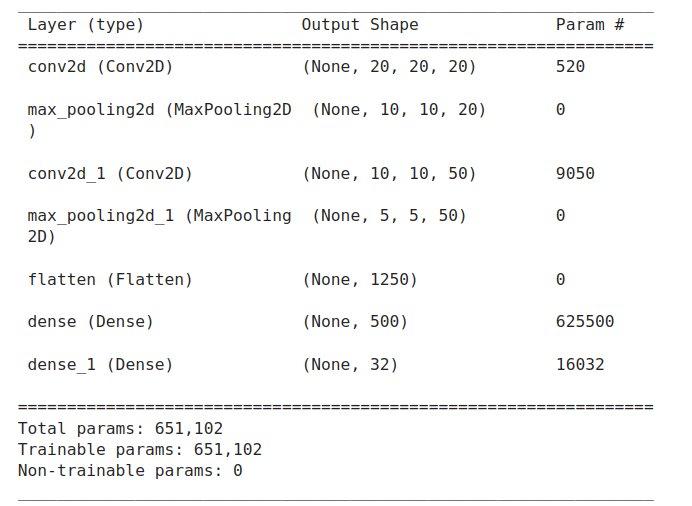 Layer (type) Output Shape Param #
conv2d (Conv2D) (None, 20, 20, 20) 520
max_pooling2d (MaxPooling2D (None, 10, 10, 20) 0
)
conv2d_1 (Conv2D) (None, 10, 10, 50) 9050
max_pooling2d_1 (MaxPooling (None, 5, 5, 50) 0
2D)
flatten (Flatten) (None, 1250) 0
dense (Dense) (None, 500) 625500
dense_1 (Dense) (None, 32) 16032
Total params: 651,102
Trainable params: 651,102
Non-trainable params: 0